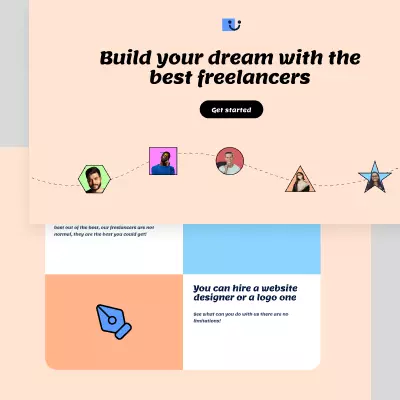 Build your dream with the
best freelancers
Get started
best out of the best, our freelancers are not
normal, they are the best you could get!
You can hire a website
designer or a logo one
See what can you do with us there are no
limitations!